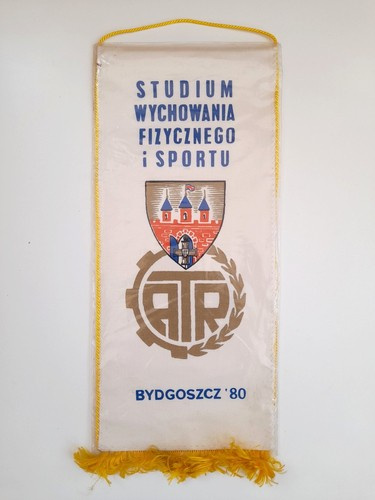 STUDIUM
WYCHOWANIA
FIZYCZNEGO
i SPORTU
ATR
BYDGOSZCZ '80